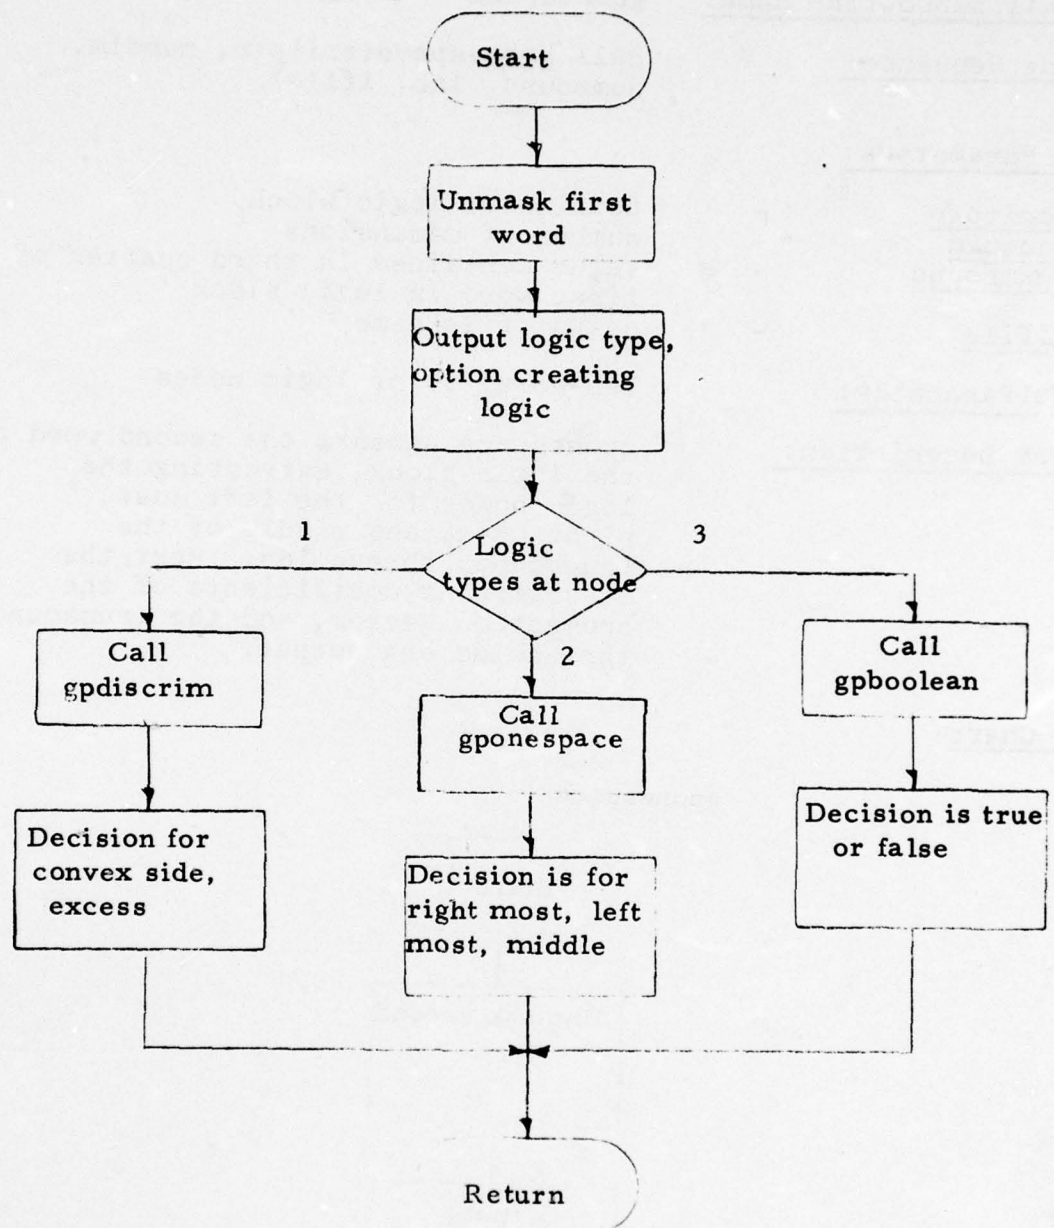 Start
Unmask first
word
Output logic type,
option creating
logic
Logic
types at node
1
2
3
Call
gpdiscrim
Call
gponespace
Call
gpboolean
Decision for
convex side,
excess
Decision is for
right most, left
most, middle
Decision is true
or false
Return